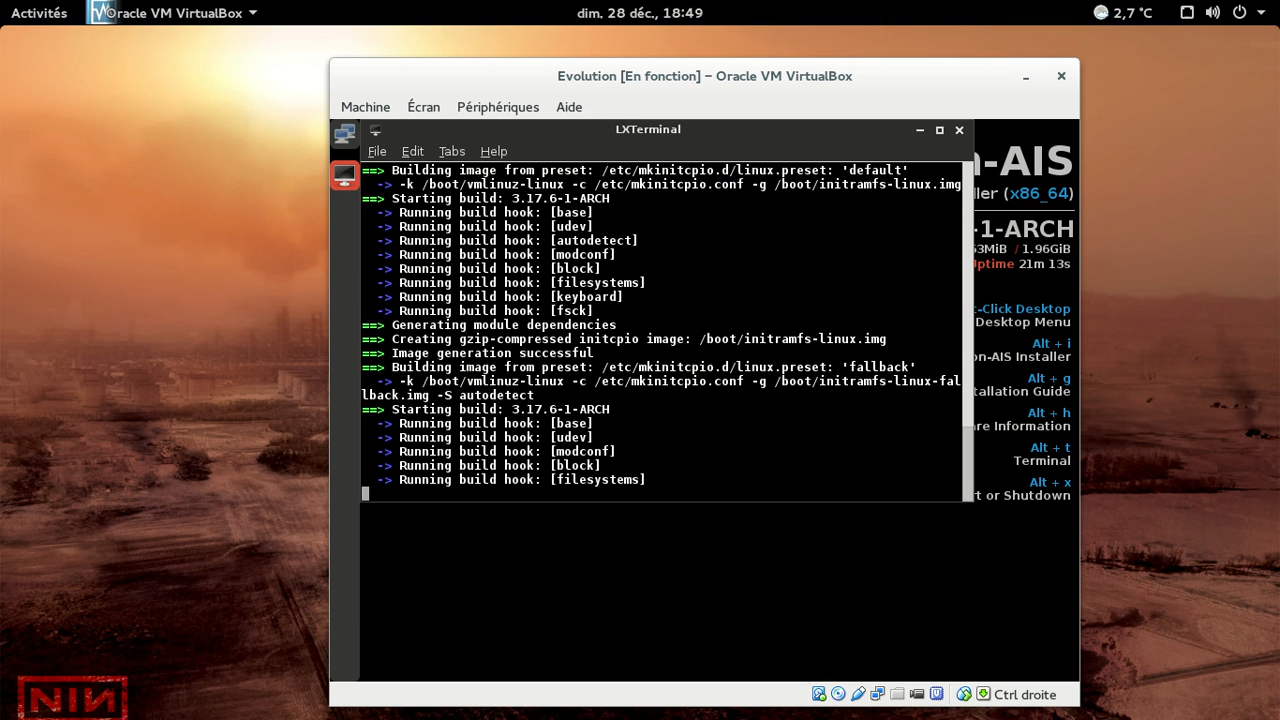 Activités
Oracle VM VirtualBox
dim. 28 déc., 18:49
2,7 °C
Evolution [En fonction] – Oracle VM VirtualBox
Machine Écran Périphériques Aide
LXTerminal
File Edit Tabs Help
==> Building image from preset: /etc/mkinitcpio.d/linux.preset: 'default'
-> -k /boot/vmlinuz-linux -c /etc/mkinitcpio.conf -g /boot/initramfs-linux.img
==> Starting build: 3.17.6-1-ARCH
-> Running build hook: [base]
-> Running build hook: [udev]
-> Running build hook: [autodetect]
-> Running build hook: [modconf]
-> Running build hook: [block]
-> Running build hook: [filesystems]
-> Running build hook: [keyboard]
-> Running build hook: [fsck]
==> Generating module dependencies
==> Creating gzip-compressed initcpio image: /boot/initramfs-linux.img
==> Image generation successful
==> Building image from preset: /etc/mkinitcpio.d/linux.preset: 'fallback'
-> -k /boot/vmlinuz-linux -c /etc/mkinitcpio.conf -g /boot/initramfs-linux-fal
lback.img -S autodetect
==> Starting build: 3.17.6-1-ARCH
-> Running build hook: [base]
-> Running build hook: [udev]
-> Running build hook: [modconf]
-> Running build hook: [block]
-> Running build hook: [filesystems]
n-AIS
ller (x86_64)
-1-ARCH
53MiB / 1.96GiB
Uptime 21m 13s
t-Click Desktop
Desktop Menu
Alt + i
on-AIS Installer
Alt + g
tallation Guide
Alt + h
are Information
Alt + t
Terminal
Alt + x
rt or Shutdown
Ctrl droite
NIN